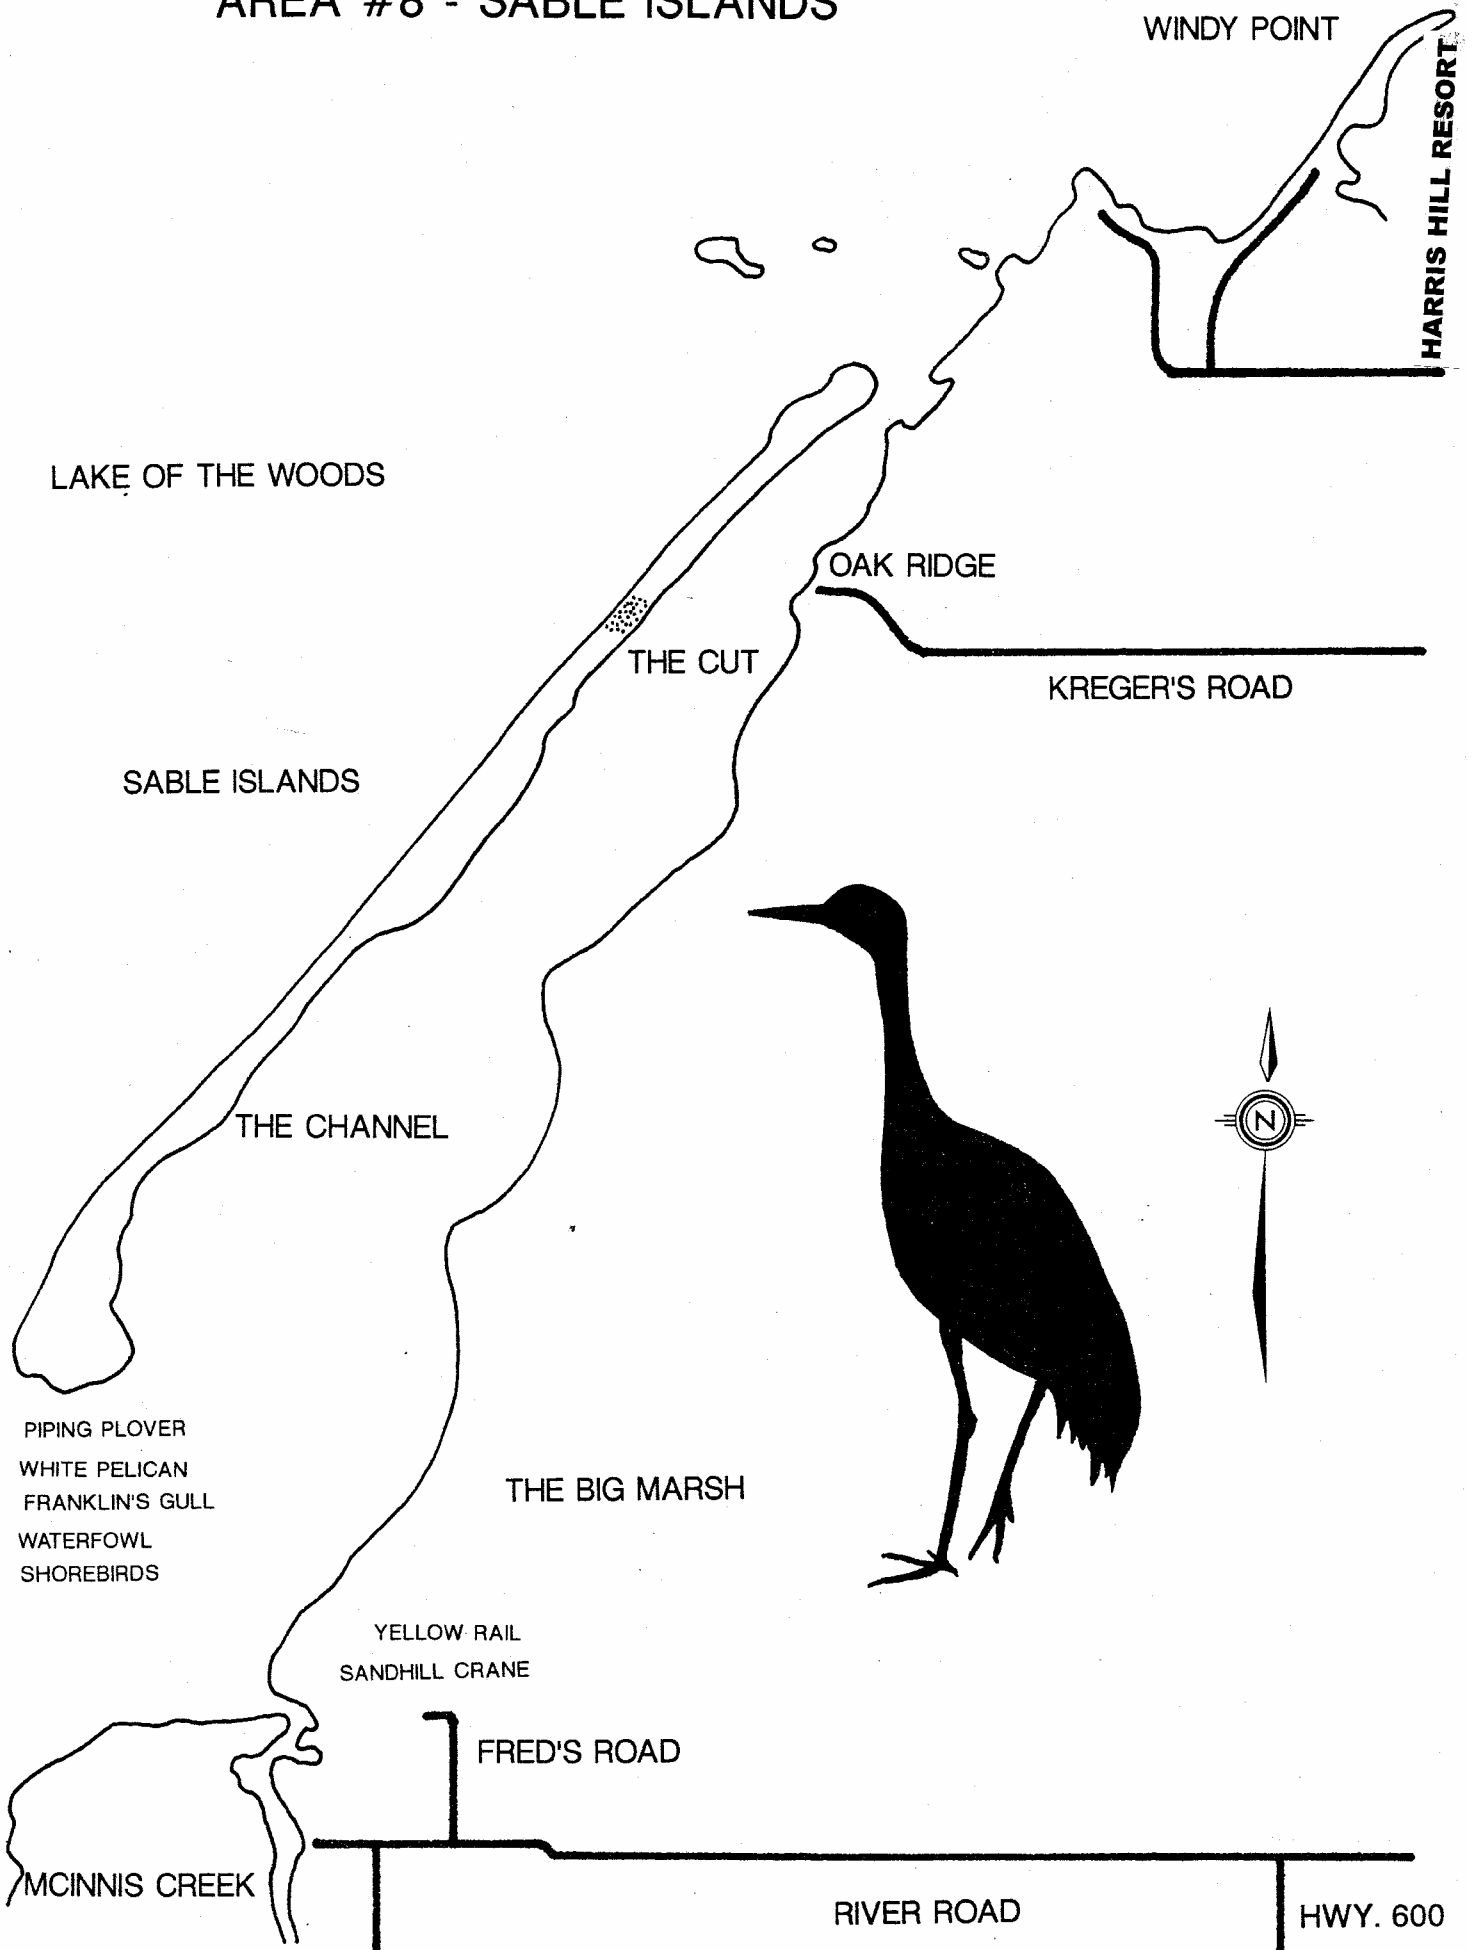 AREA #8 - SABLE ISLANDS
WINDY POINT
HARRIS HILL RESORT
LAKE OF THE WOODS
OAK RIDGE
THE CUT
KREGER'S ROAD
SABLE ISLANDS
THE CHANNEL
N
PIPING PLOVER
WHITE PELICAN
FRANKLIN'S GULL
WATERFOWL
SHOREBIRDS
THE BIG MARSH
YELLOW RAIL
SANDHILL CRANE
FRED'S ROAD
MCINNIS CREEK
RIVER ROAD
HWY. 600